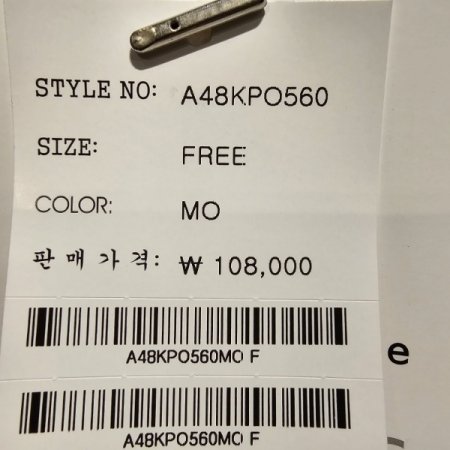 STYLE NO: A48KPO560
SIZE: FREE
COLOR: MO
판매가격: ₩ 108,000
A48KPO560MO F
e
A48KPO560MO F